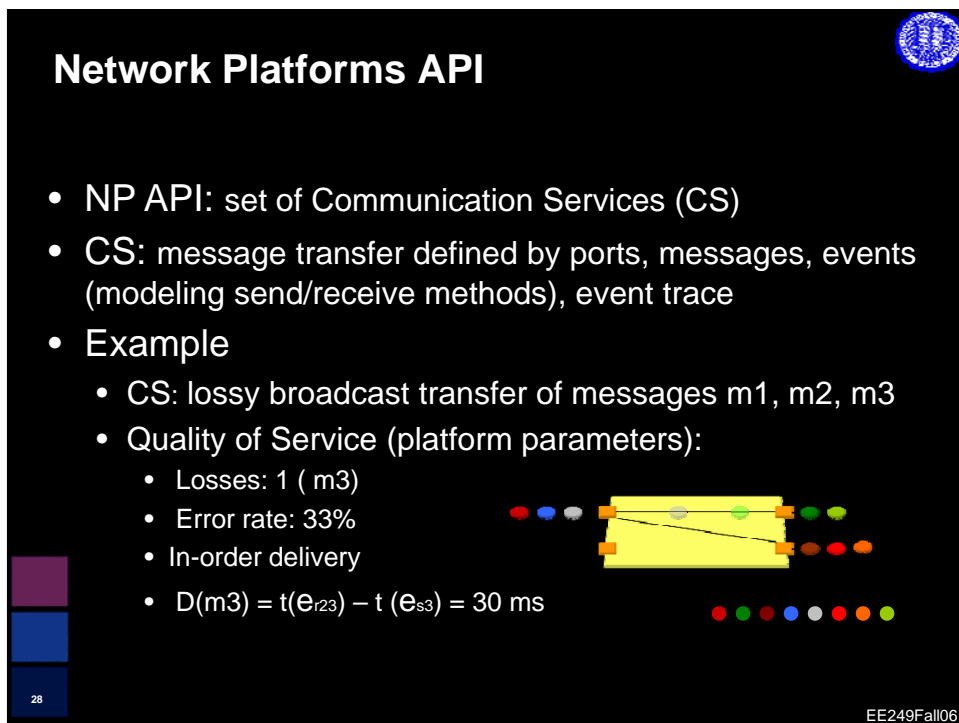 Network Platforms API
• NP API: set of Communication Services (CS)
• CS: message transfer defined by ports, messages, events
(modeling send/receive methods), event trace
• Example
• CS: lossy broadcast transfer of messages m1, m2, m3
• Quality of Service (platform parameters):
• Losses: 1 ( m3)
• Error rate: 33%
• In-order delivery
• D(m3) = t(er23) – t (es3) = 30 ms
28
EE249Fall06